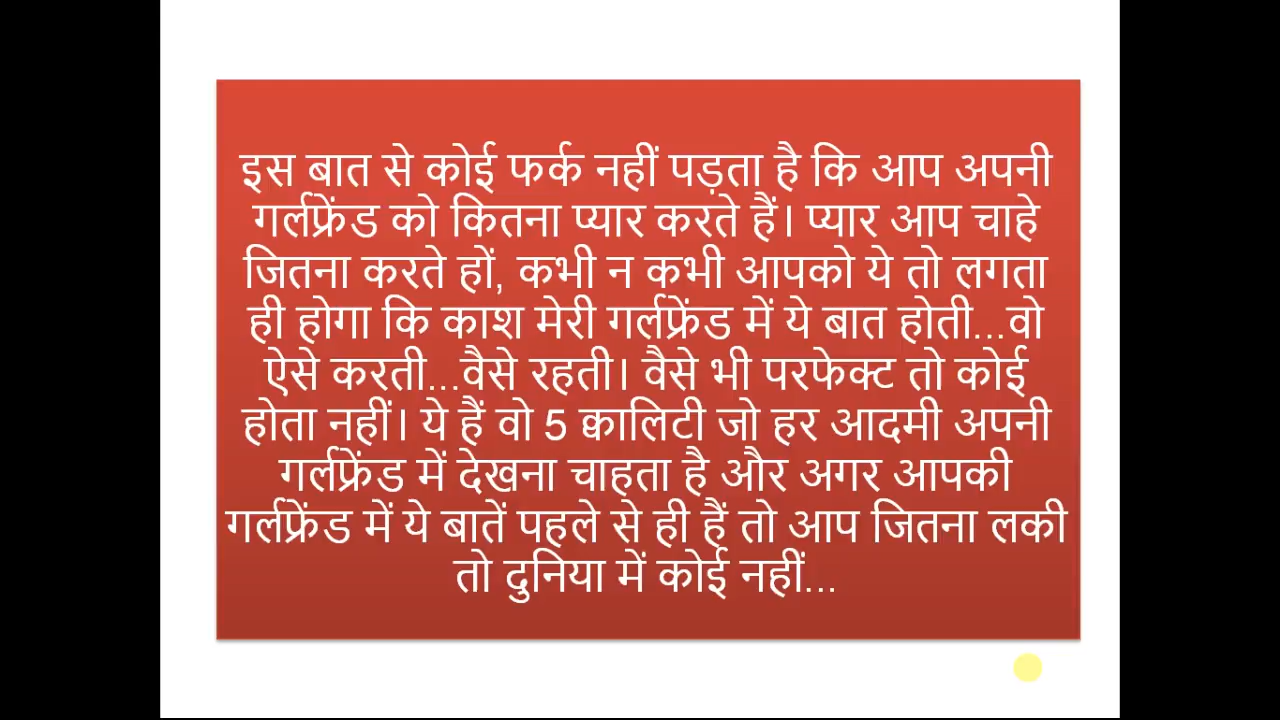 इस बात से कोई फर्क नहीं पड़ता है कि आप अपनी
गर्लफ्रेंड को कितना प्यार करते हैं। प्यार आप चाहे
जितना करते हों, कभी न कभी आपको ये तो लगता
ही होगा कि काश मेरी गर्लफ्रेंड में ये बात होती...वो
ऐसे करती...वैसे रहती। वैसे भी परफेक्ट तो कोई
होता नहीं। ये हैं वो 5 क्वालिटी जो हर आदमी अपनी
गर्लफ्रेंड में देखना चाहता है और अगर आपकी
गर्लफ्रेंड में ये बातें पहले से ही हैं तो आप जितना लकी
तो दुनिया में कोई नहीं...